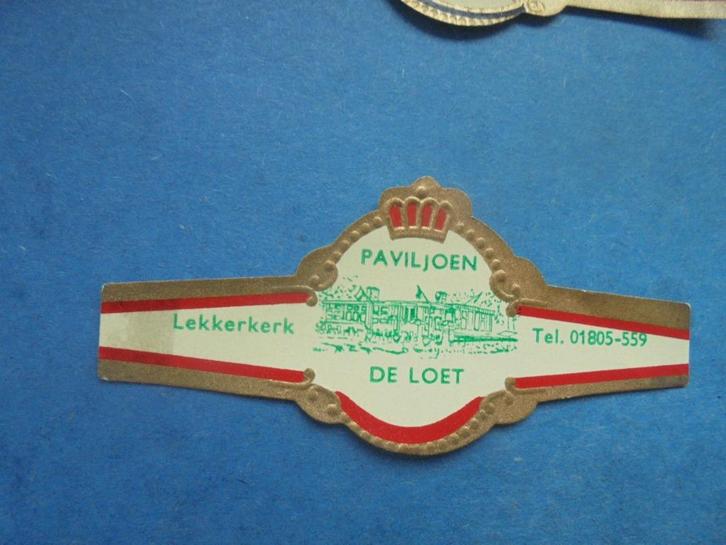 PAVILJOEN
Lekkerkerk
Tel. 01805-559
DE LOET